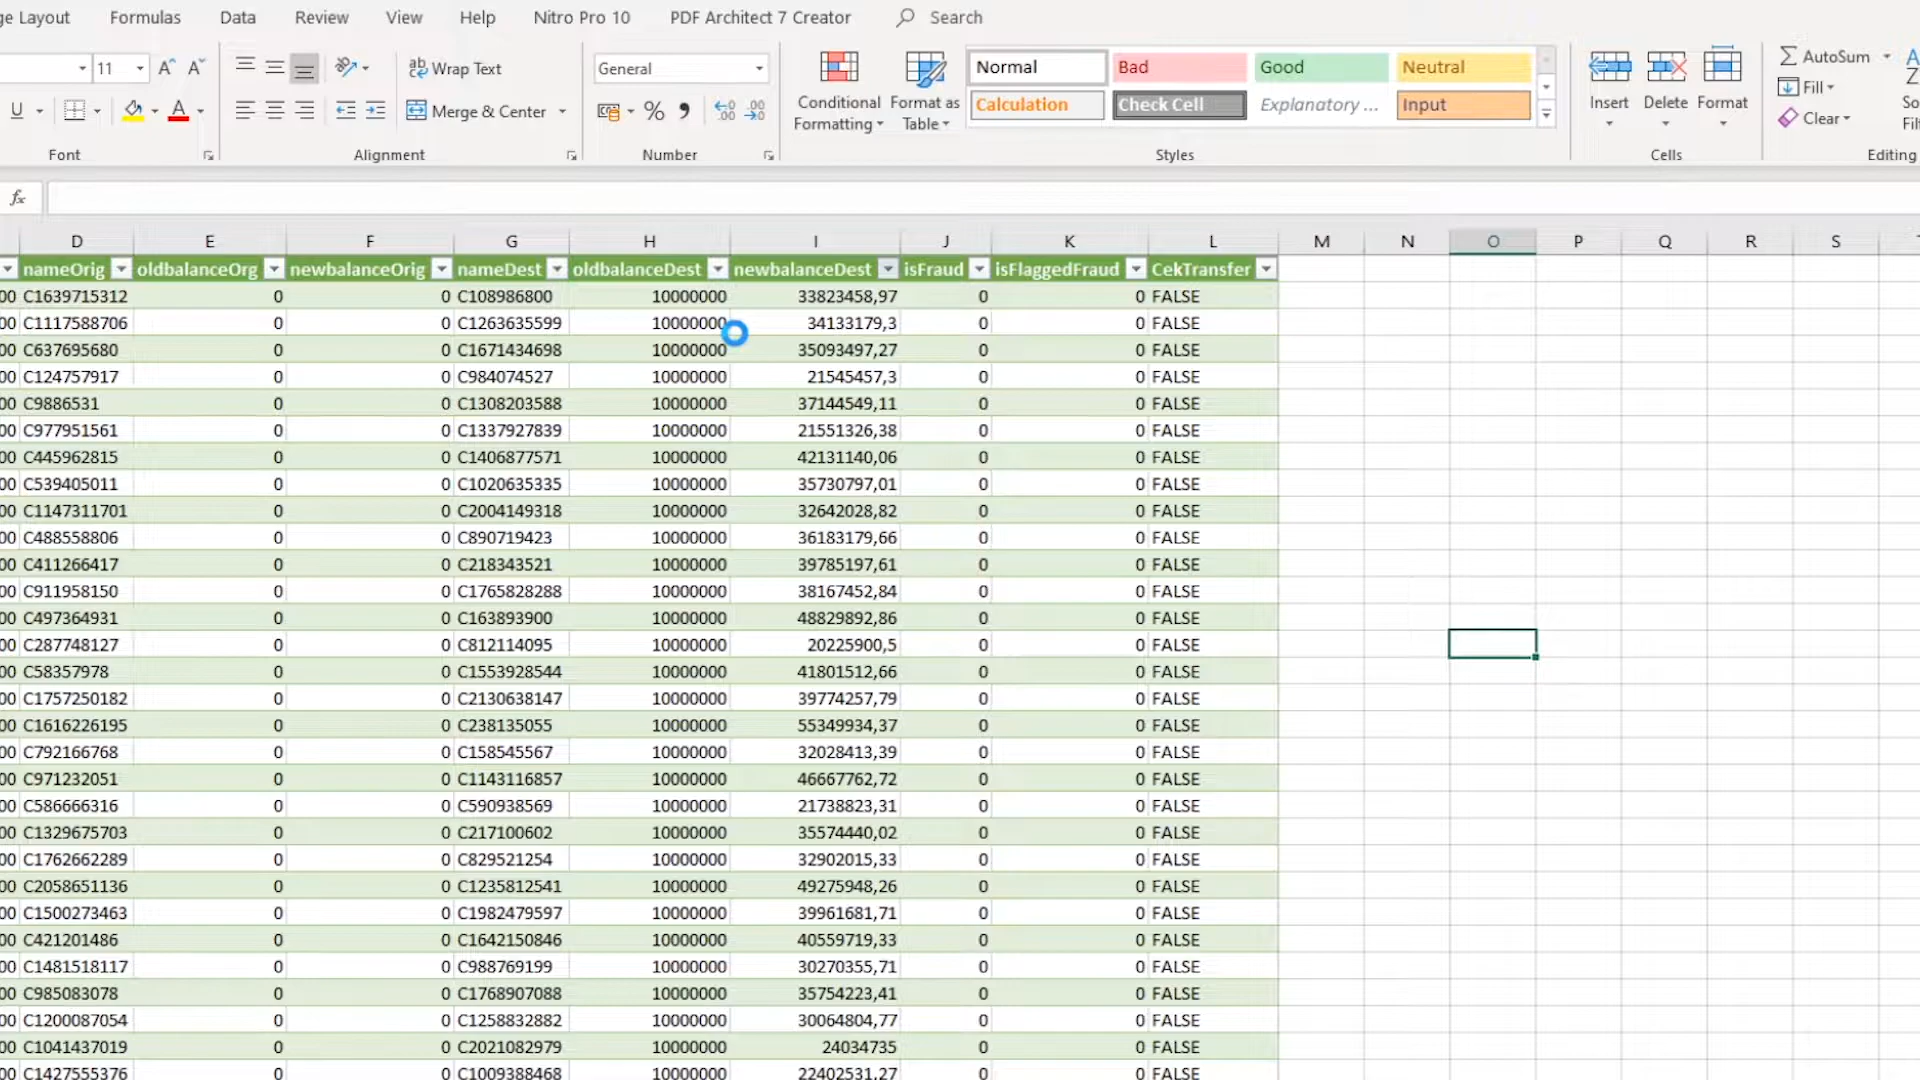 ge Layout Formulas Data Review View Help Nitro Pro 10 PDF Architect 7 Creator Search
11 A A Wrap Text General Conditional Formatting Format as Table Normal Bad Good Neutral Insert Delete Format AutoSum
U A Merge & Center % Calculation Check Cell Explanatory ... Input Fill
Clear
Font Alignment Number Styles Cells Editing
fx
D E F G H I J K L M N O P Q R S
nameOrig oldbalanceOrg newbalanceOrig nameDest oldbalanceDest newbalanceDest isFraud isFlaggedFraud CekTransfer
00 C1639715312 0 0 C108986800 10000000 33823458,97 0 0 FALSE
00 C1117588706 0 0 C1263635599 10000000 34133179,3 0 0 FALSE
00 C637695680 0 0 C1671434698 10000000 35093497,27 0 0 FALSE
00 C124757917 0 0 C984074527 10000000 21545457,3 0 0 FALSE
00 C9886531 0 0 C1308203588 10000000 37144549,11 0 0 FALSE
00 C977951561 0 0 C1337927839 10000000 21551326,38 0 0 FALSE
00 C445962815 0 0 C1406877571 10000000 42131140,06 0 0 FALSE
00 C539405011 0 0 C1020635335 10000000 35730797,01 0 0 FALSE
00 C1147311701 0 0 C2004149318 10000000 32642028,82 0 0 FALSE
00 C488558806 0 0 C890719423 10000000 36183179,66 0 0 FALSE
00 C411266417 0 0 C218343521 10000000 39785197,61 0 0 FALSE
00 C911958150 0 0 C1765828288 10000000 38167452,84 0 0 FALSE
00 C497364931 0 0 C163893900 10000000 48829892,86 0 0 FALSE
00 C287748127 0 0 C812114095 10000000 20225900,5 0 0 FALSE
00 C58357978 0 0 C1553928544 10000000 41801512,66 0 0 FALSE
00 C1757250182 0 0 C2130638147 10000000 39774257,79 0 0 FALSE
00 C1616226195 0 0 C238135055 10000000 55349934,37 0 0 FALSE
00 C792166768 0 0 C158545567 10000000 32028413,39 0 0 FALSE
00 C971232051 0 0 C1143116857 10000000 46667762,72 0 0 FALSE
00 C586666316 0 0 C590938569 10000000 21738823,31 0 0 FALSE
00 C1329675703 0 0 C217100602 10000000 35574440,02 0 0 FALSE
00 C1762662289 0 0 C829521254 10000000 32902015,33 0 0 FALSE
00 C2058651136 0 0 C1235812541 10000000 49275948,26 0 0 FALSE
00 C1500273463 0 0 C1982479597 10000000 39961681,71 0 0 FALSE
00 C421201486 0 0 C1642150846 10000000 40559719,33 0 0 FALSE
00 C1481518117 0 0 C988769199 10000000 30270355,71 0 0 FALSE
00 C985083078 0 0 C1768907088 10000000 35754223,41 0 0 FALSE
00 C1200087054 0 0 C1258832882 10000000 30064804,77 0 0 FALSE
00 C1041437019 0 0 C2021082979 10000000 24034735 0 0 FALSE
00 C1427555376 0 0 C1009388468 10000000 22402531,27 0 0 FALSE